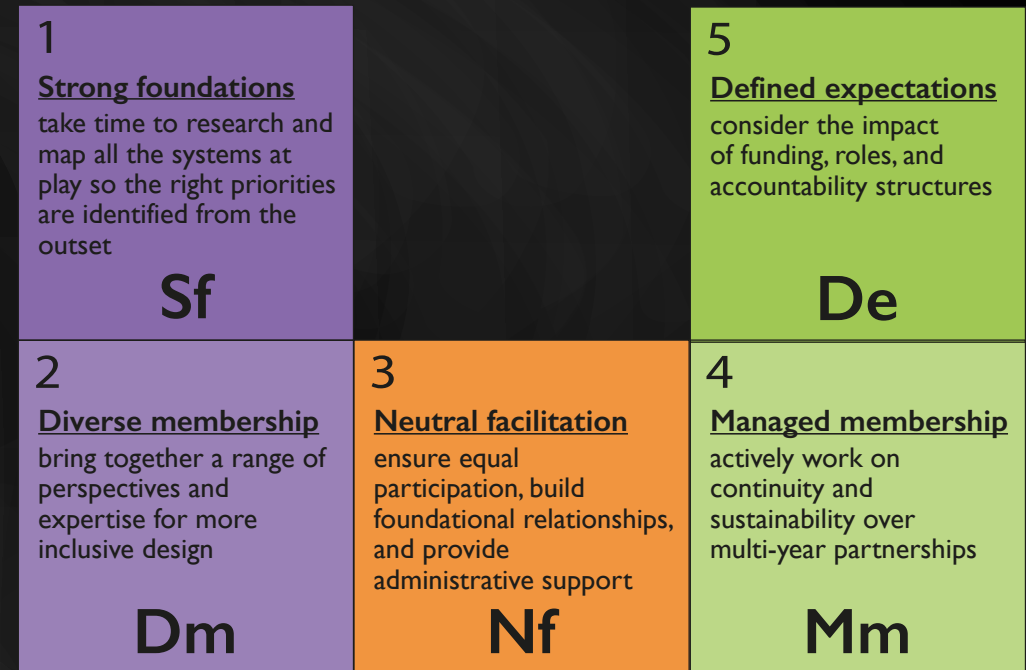 1
Strong foundations
take time to research and
map all the systems at
play so the right priorities
are identified from the
outset
Sf
2
Diverse membership
bring together a range of
perspectives and
expertise for more
inclusive design
Dm
3
Neutral facilitation
ensure equal
participation, build
foundational relationships,
and provide
administrative support
Nf
4
Managed membership
actively work on
continuity and
sustainability over
multi-year partnerships
Mm
5
Defined expectations
consider the impact
of funding, roles, and
accountability structures
De